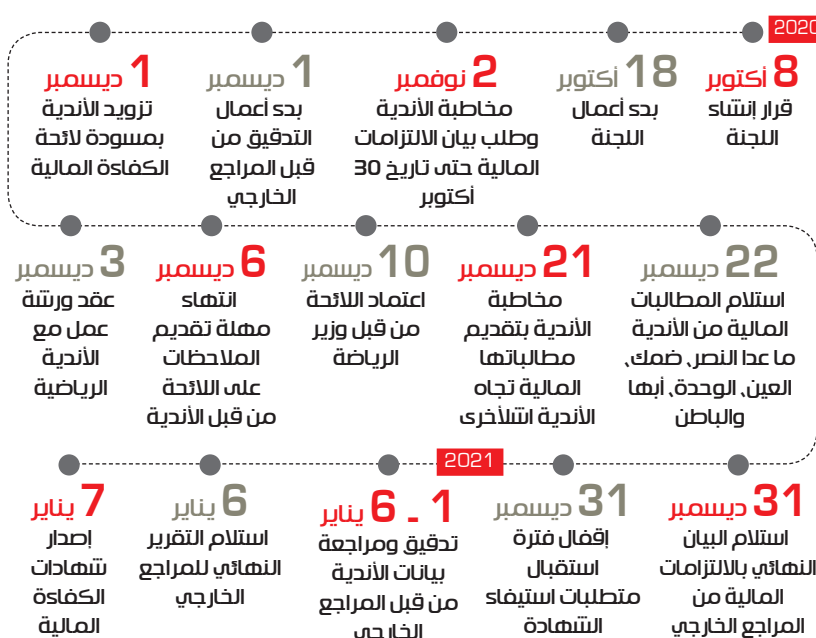 2020
8 أكتوبر
قرار إنشاء
اللجنة
18 أكتوبر
بدء أعمال
اللجنة
2 نوفمبر
مخاطبة الأندية
وطلب بيان الالتزامات
المالية حتى تاريخ 30
أكتوبر
1 ديسمبر
بدء أعمال
التدقيق من
قبل المراجع
الخارجي
1 ديسمبر
تزويد الأندية
بمسودة لائحة
الكفاءة المالية
3 ديسمبر
عقد ورشة
عمل مع
الأندية
الرياضية
6 ديسمبر
انتهاء
مهلة تقديم
الملاحظات
على اللائحة
من قبل الأندية
10 ديسمبر
اعتماد اللائحة
من قبل وزير
الرياضة
21 ديسمبر
مخاطبة
الأندية بتقديم
مطالباتها
المالية تجاه
الأندية اسلأخرى
22 ديسمبر
استلام المطالبات
المالية من الأندية
ما عدا النصر، ضمك،
العين، الوحدة، أبها
والباطن
31 ديسمبر
استلام البيان
النهائي بالالتزامات
المالية من
المراجع الخارجي
31 ديسمبر
إقفال فترة
استقبال
متطلبات استيفاء
الشهادة
2021
1 - 6 يناير
تدقيق ومراجعة
بيانات الأندية
من قبل المراجع
الخارجي
6 يناير
استلام التقرير
النهائي للمراجع
الخارجي
7 يناير
إصدار
شهادات
الكفاءة
المالية